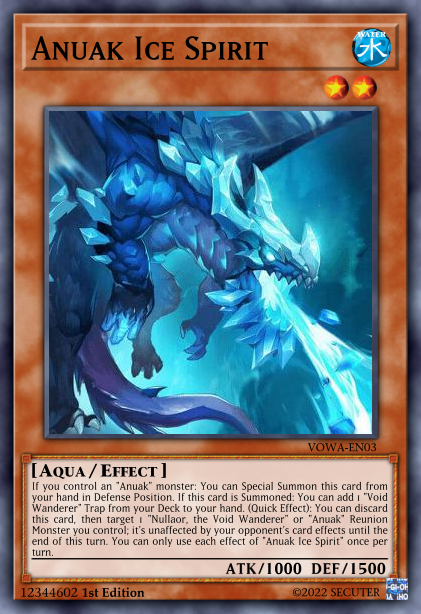 Anuak Ice Spirit
WATER
水
VOWA-EN03
[Aqua / Effect]
If you control an "Anuak" monster: You can Special Summon this card from
your hand in Defense Position. If this card is Summoned: You can add 1 "Void
Wanderer" Trap from your Deck to your hand. (Quick Effect): You can discard
this card, then target 1 "Nullaor, the Void Wanderer" or "Anuak" Reunion
Monster you control; it's unaffected by your opponent's card effects until the
end of this turn. You can only use each effect of "Anuak Ice Spirit" once per
turn.
ATK/1000 DEF/1500
12344602 1st Edition ©2022 SECUTER